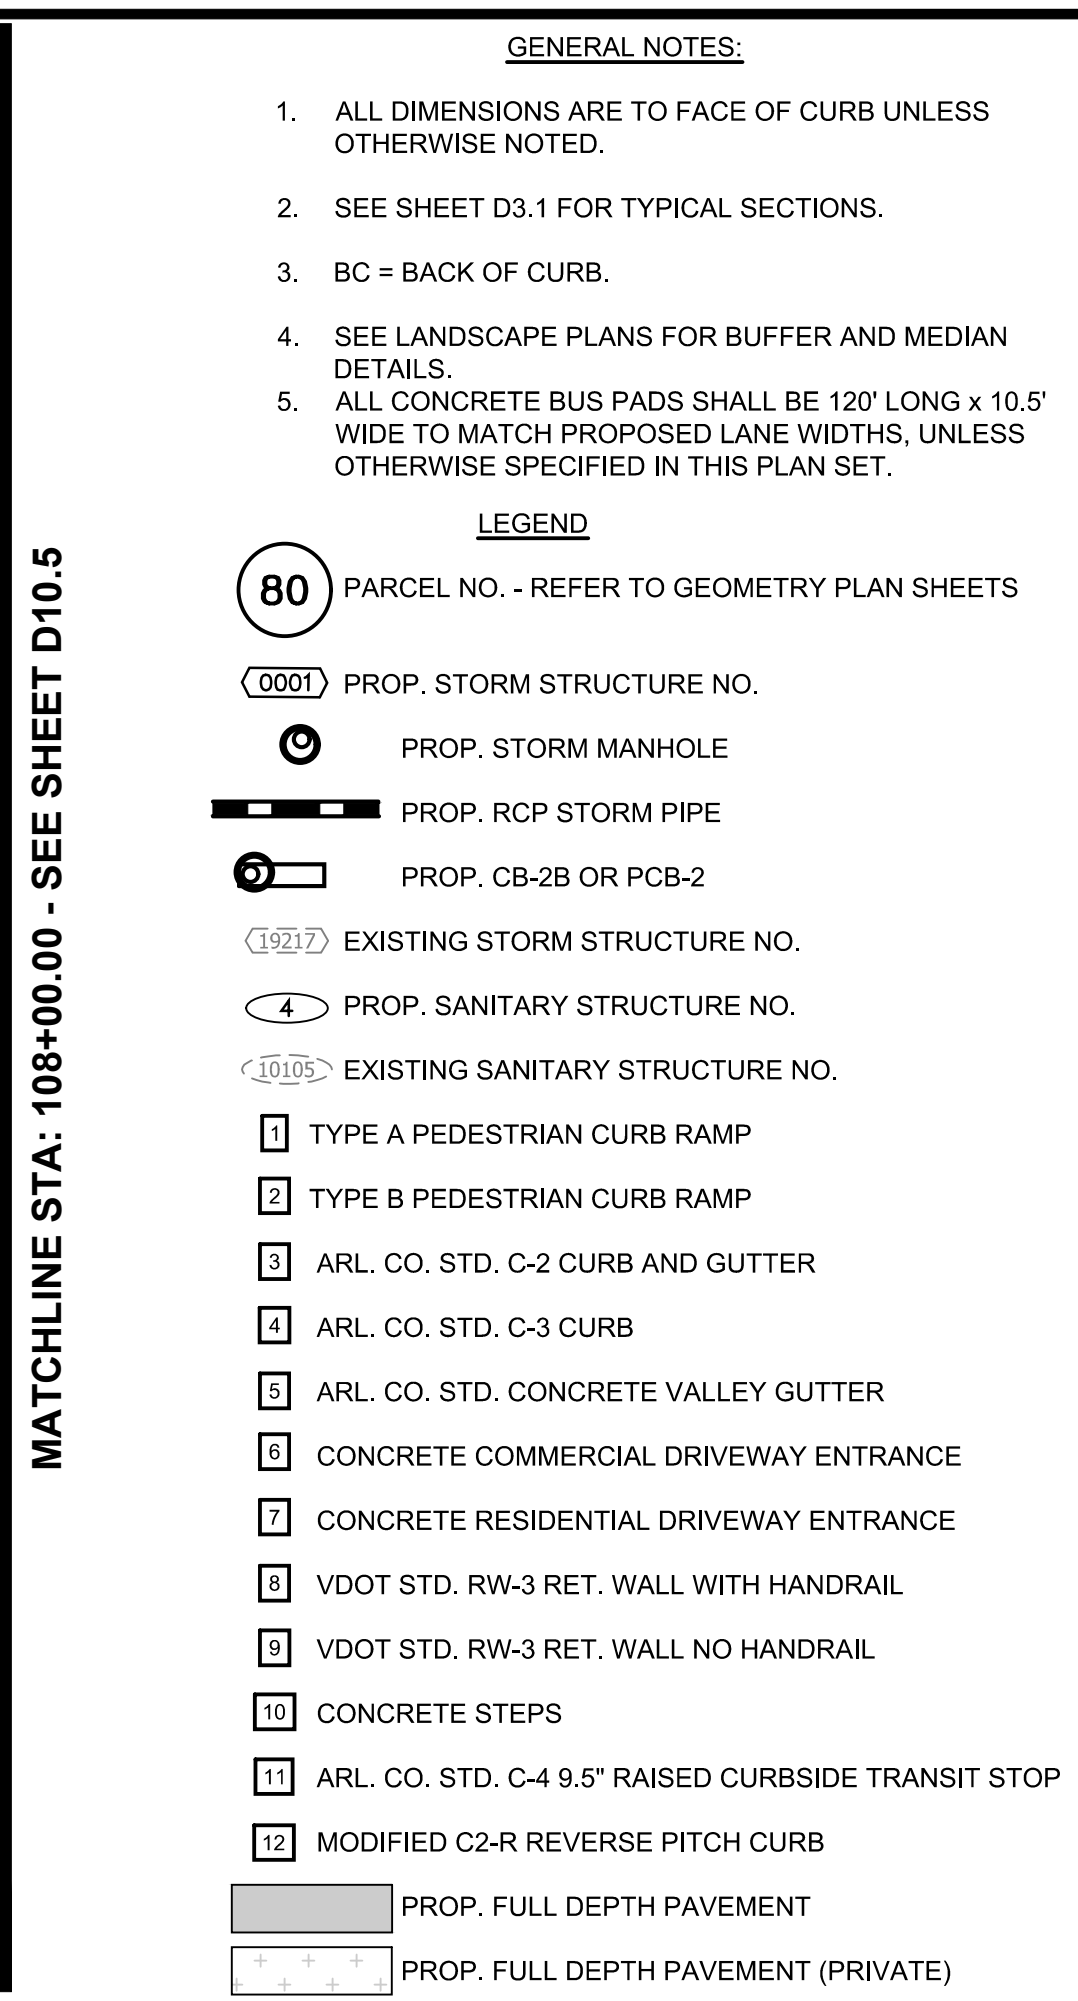 GENERAL NOTES:
1. ALL DIMENSIONS ARE TO FACE OF CURB UNLESS
OTHERWISE NOTED.
2. SEE SHEET D3.1 FOR TYPICAL SECTIONS.
3. BC = BACK OF CURB.
4. SEE LANDSCAPE PLANS FOR BUFFER AND MEDIAN
DETAILS.
5. ALL CONCRETE BUS PADS SHALL BE 120' LONG x 10.5'
WIDE TO MATCH PROPOSED LANE WIDTHS, UNLESS
OTHERWISE SPECIFIED IN THIS PLAN SET.
LEGEND
80 PARCEL NO. - REFER TO GEOMETRY PLAN SHEETS
0001 PROP. STORM STRUCTURE NO.
PROP. STORM MANHOLE
PROP. RCP STORM PIPE
PROP. CB-2B OR PCB-2
19217 EXISTING STORM STRUCTURE NO.
4 PROP. SANITARY STRUCTURE NO.
10105 EXISTING SANITARY STRUCTURE NO.
1 TYPE A PEDESTRIAN CURB RAMP
2 TYPE B PEDESTRIAN CURB RAMP
3 ARL. CO. STD. C-2 CURB AND GUTTER
4 ARL. CO. STD. C-3 CURB
5 ARL. CO. STD. CONCRETE VALLEY GUTTER
6 CONCRETE COMMERCIAL DRIVEWAY ENTRANCE
7 CONCRETE RESIDENTIAL DRIVEWAY ENTRANCE
8 VDOT STD. RW-3 RET. WALL WITH HANDRAIL
9 VDOT STD. RW-3 RET. WALL NO HANDRAIL
10 CONCRETE STEPS
11 ARL. CO. STD. C-4 9.5" RAISED CURBSIDE TRANSIT STOP
12 MODIFIED C2-R REVERSE PITCH CURB
PROP. FULL DEPTH PAVEMENT
PROP. FULL DEPTH PAVEMENT (PRIVATE)
MATCHLINE STA: 108+00.00 - SEE SHEET D10.5